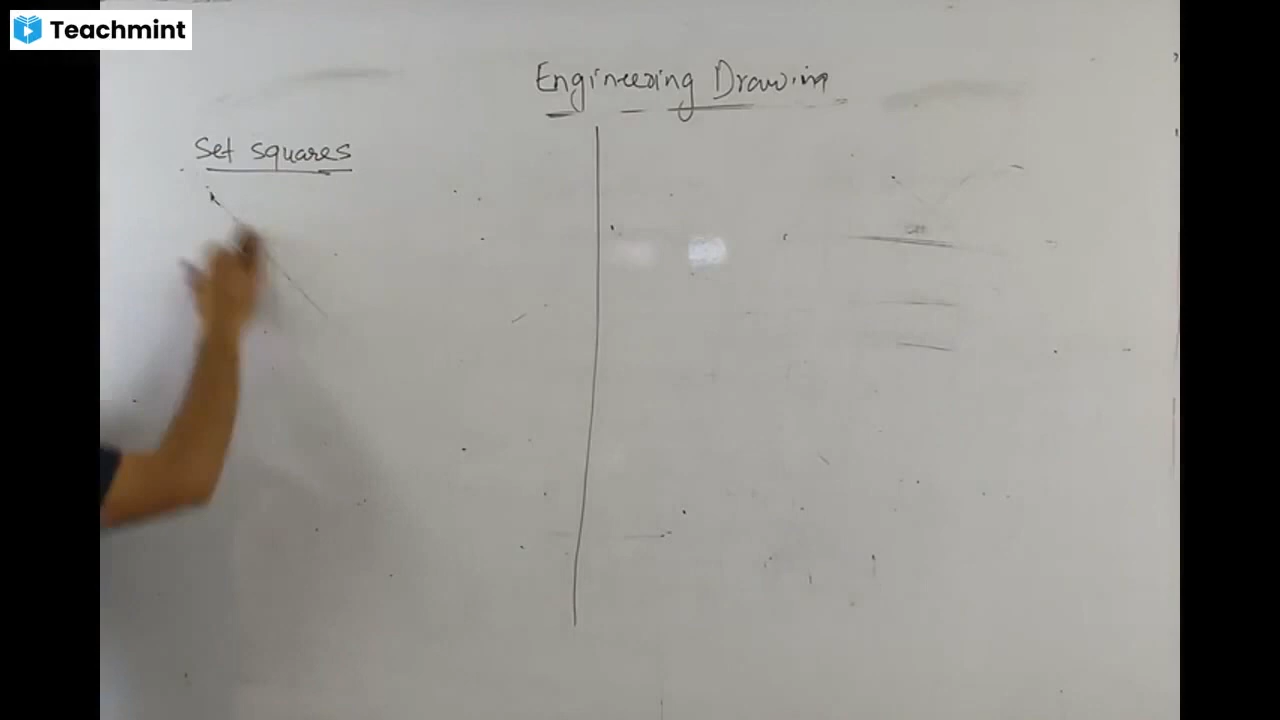 Teachmint
Engineering Drawing
Set squares